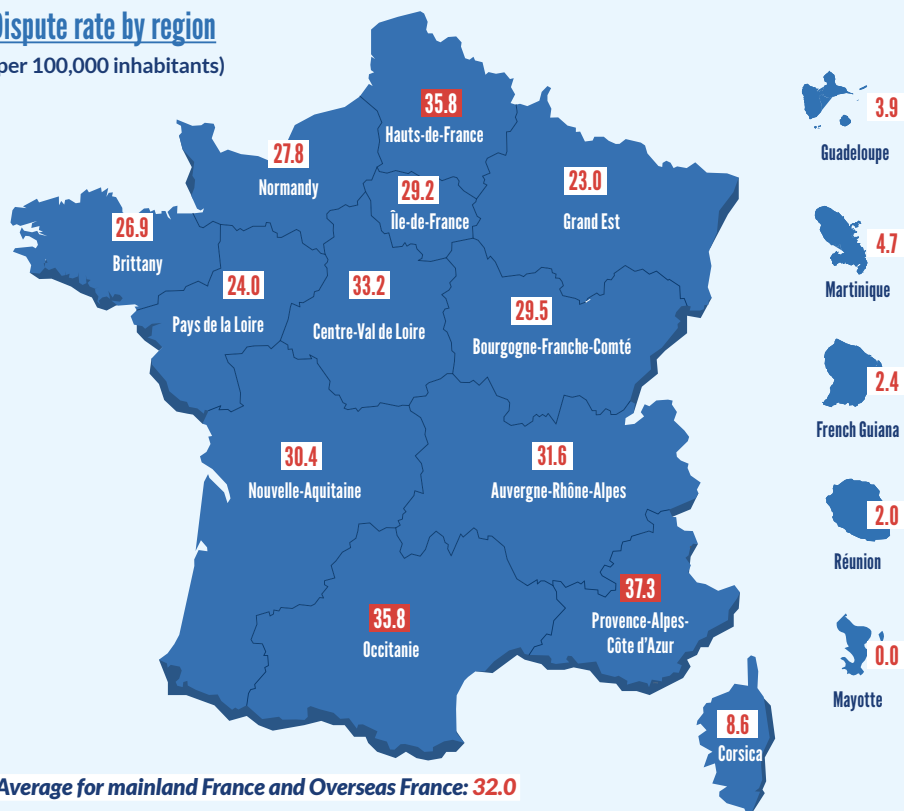 Dispute rate by region
per 100,000 inhabitants)
35.8
Hauts-de-France
27.8
Normandy
29.2
Île-de-France
23.0
Grand Est
26.9
Brittany
24.0
Pays de la Loire
33.2
Centre-Val de Loire
29.5
Bourgogne-Franche-Comté
30.4
Nouvelle-Aquitaine
31.6
Auvergne-Rhône-Alpes
35.8
Occitanie
37.3
Provence-Alpes-
Côte d'Azur
8.6
Corsica
3.9
Guadeloupe
4.7
Martinique
2.4
French Guiana
2.0
Réunion
0.0
Mayotte
Average for mainland France and Overseas France: 32.0